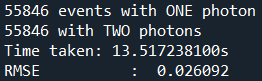 55846 events with ONE photon
55846 with TWO photons
Time taken: 13.517238100s
RMSE        :  0.026092